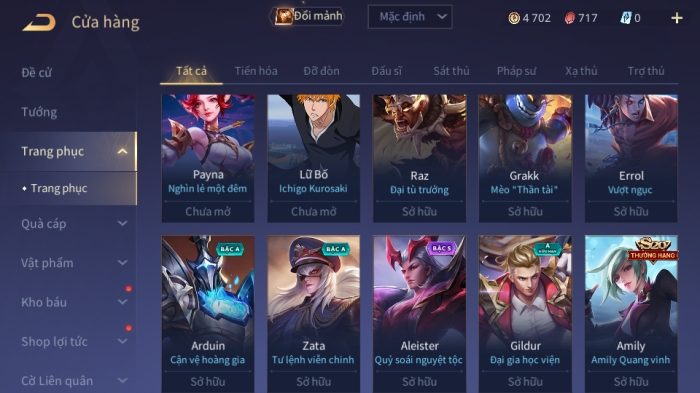 Cửa hàng
Đổi mảnh
Mặc định
4 702
717
0
Đề cử
Tướng
Trang phục
Trang phục
Quà cáp
Vật phẩm
Kho báu
Shop lợi tức
Cờ Liên quân
Tất cả Tiến hóa Đỡ đòn Đấu sĩ Sát thủ Pháp sư Xạ thủ Trợ thủ
Payna
Nghìn lẻ một đêm
Chưa mở
Lữ Bố
Ichigo Kurosaki
Chưa mở
Raz
Đại tù trưởng
Sở hữu
Grakk
Mèo "Thần tài"
Sở hữu
Errol
Vượt ngục
Sở hữu
BẬC A
Arduin
Cận vệ hoàng gia
Sở hữu
BẬC A
Zata
Tư lệnh viễn chinh
Sở hữu
BẬC S
Aleister
Quỷ soái nguyệt tộc
Sở hữu
A
Gildur
Đại gia học viện
Sở hữu
S20
THƯỞNG HẠNG
Amily
Amily Quang vinh
Sở hữu